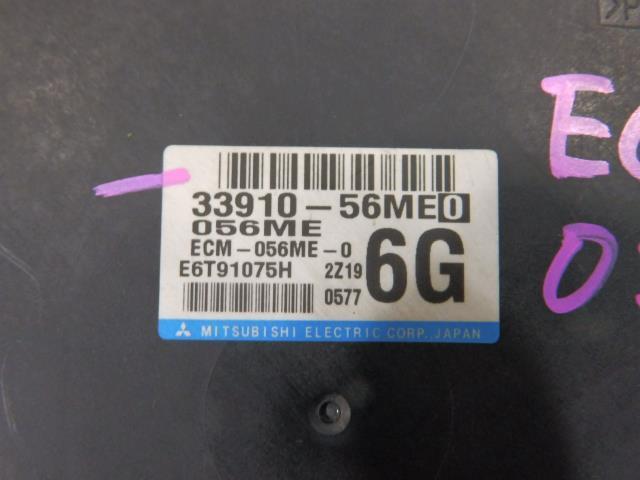 33910-56ME0
056ME
ECM-056ME-0
E6T91075H 2Z19
0577
6G
MITSUBISHI ELECTRIC CORP., JAPAN
>P